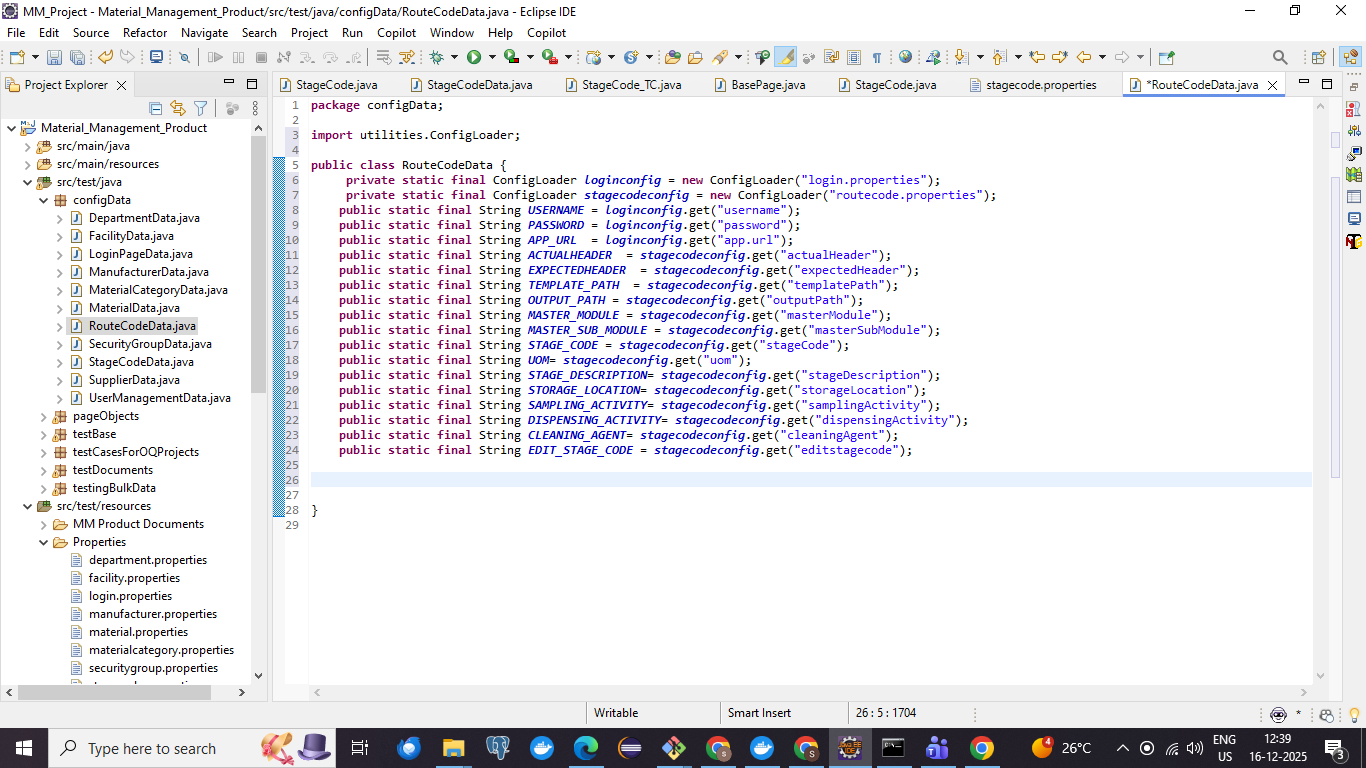 MM_Project - Material_Management_Product/src/test/java/configData/RouteCodeData.java - Eclipse IDE
File Edit Source Refactor Navigate Search Project Run Copilot Window Help Copilot
Project Explorer
StageCode.java StageCodeData.java StageCode_TC.java BasePage.java StageCode.java stagecode.properties *RouteCodeData.java
Material_Management_Product
src/main/java
src/main/resources
src/test/java
configData
DepartmentData.java
FacilityData.java
LoginPageData.java
ManufacturerData.java
MaterialCategoryData.java
MaterialData.java
RouteCodeData.java
SecurityGroupData.java
StageCodeData.java
SupplierData.java
UserManagementData.java
pageObjects
testBase
testCasesForOQProjects
testDocuments
testingBulkData
src/test/resources
MM Product Documents
Properties
department.properties
facility.properties
login.properties
manufacturer.properties
material.properties
materialcategory.properties
securitygroup.properties
1 package configData;
2
3 import utilities.ConfigLoader;
4
5 public class RouteCodeData {
6 private static final ConfigLoader loginconfig = new ConfigLoader("login.properties");
7 private static final ConfigLoader stagecodeconfig = new ConfigLoader("routecode.properties");
8 public static final String USERNAME = loginconfig.get("username");
9 public static final String PASSWORD = loginconfig.get("password");
10 public static final String APP_URL  = loginconfig.get("app.url");
11 public static final String ACTUALHEADER  = stagecodeconfig.get("actualHeader");
12 public static final String EXPECTEDHEADER  = stagecodeconfig.get("expectedHeader");
13 public static final String TEMPLATE_PATH  = stagecodeconfig.get("templatePath");
14 public static final String OUTPUT_PATH = stagecodeconfig.get("outputPath");
15 public static final String MASTER_MODULE = stagecodeconfig.get("masterModule");
16 public static final String MASTER_SUB_MODULE = stagecodeconfig.get("masterSubModule");
17 public static final String STAGE_CODE = stagecodeconfig.get("stageCode");
18 public static final String UOM= stagecodeconfig.get("uom");
19 public static final String STAGE_DESCRIPTION= stagecodeconfig.get("stageDescription");
20 public static final String STORAGE_LOCATION= stagecodeconfig.get("storageLocation");
21 public static final String SAMPLING_ACTIVITY= stagecodeconfig.get("samplingActivity");
22 public static final String DISPENSING_ACTIVITY= stagecodeconfig.get("dispensingActivity");
23 public static final String CLEANING_AGENT= stagecodeconfig.get("cleaningAgent");
24 public static final String EDIT_STAGE_CODE = stagecodeconfig.get("editstagecode");
25
26
27
28 }
29
Writable Smart Insert 26 : 5 : 1704
Type here to search
4 26°C ENG US 12:39 16-12-2025 3